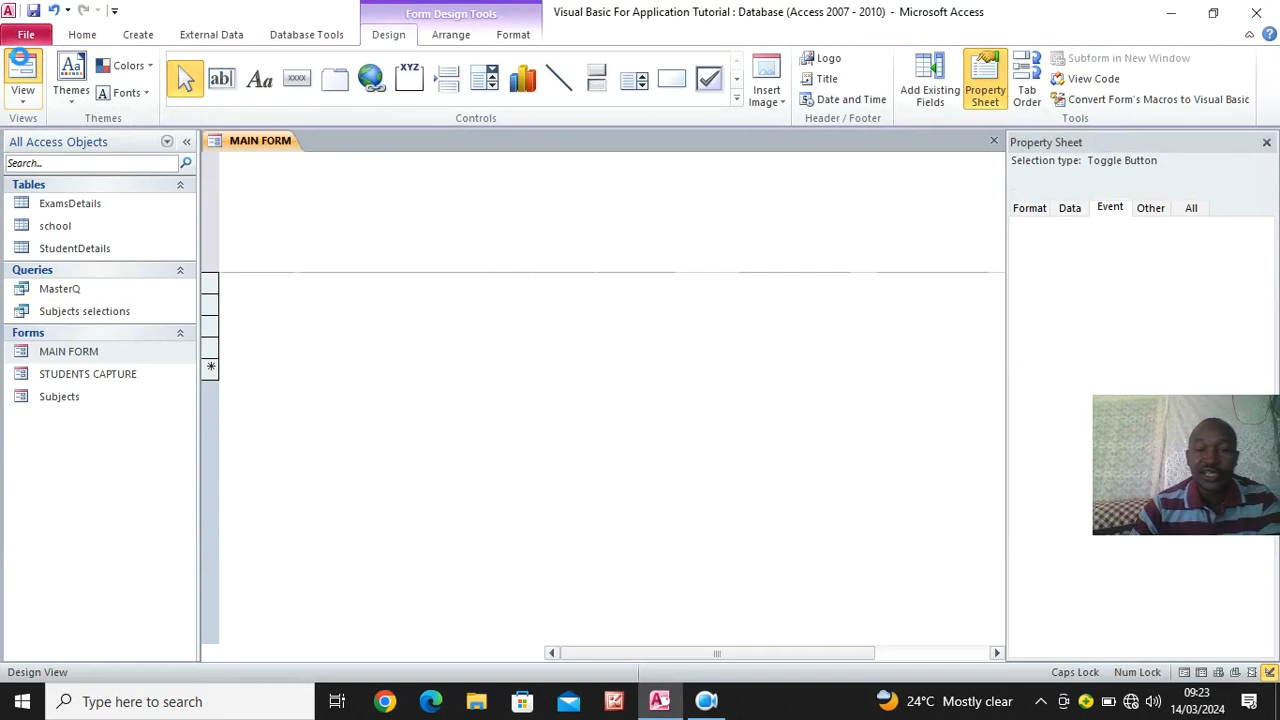 Form Design Tools
Visual Basic For Application Tutorial : Database (Access 2007 - 2010) - Microsoft Access
File
Home
Create
External Data
Database Tools
Design
Arrange
Format
View
Themes
Colors
Fonts
ab|
Aa
xxxx
XYZ
Insert
Image
Logo
Title
Date and Time
Add Existing
Fields
Property
Sheet
Tab
Order
Subform in New Window
View Code
Convert Form's Macros to Visual Basic
Views
Themes
Controls
Header / Footer
Tools
All Access Objects
Search...
Tables
ExamsDetails
school
StudentDetails
Queries
MasterQ
Subjects selections
Forms
MAIN FORM
STUDENTS CAPTURE
Subjects
MAIN FORM
Property Sheet
Selection type: Toggle Button
Format
Data
Event
Other
All
Design View
Caps Lock
Num Lock
Type here to search
24°C Mostly clear
09:23
14/03/2024